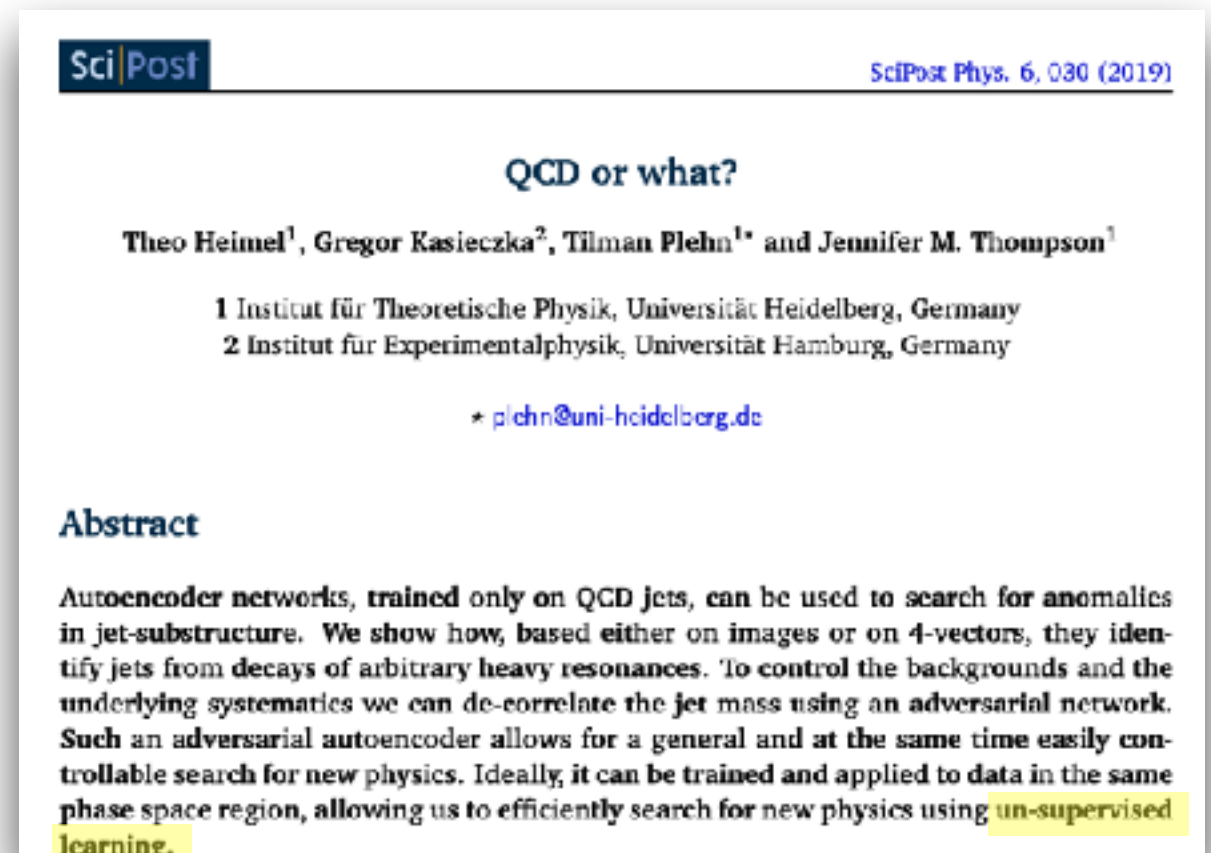 SciPost
SciPost Phys. 6, 030 (2019)
QCD or what?
Theo Heimel¹, Gregor Kasieczka², Tilman Plehn¹* and Jennifer M. Thompson¹
1 Institut für Theoretische Physik, Universität Heidelberg, Germany
2 Institut für Experimentalphysik, Universität Hamburg, Germany
⋆ plehn@uni-heidelberg.de
Abstract
Autoencoder networks, trained only on QCD jets, can be used to search for anomalies
in jet-substructure. We show how, based either on images or on 4-vectors, they iden-
tify jets from decays of arbitrary heavy resonances. To control the backgrounds and the
underlying systematics we can de-correlate the jet mass using an adversarial network.
Such an adversarial autoencoder allows for a general and at the same time easily con-
trollable search for new physics. Ideally, it can be trained and applied to data in the same
phase space region, allowing us to efficiently search for new physics using un-supervised
learning.